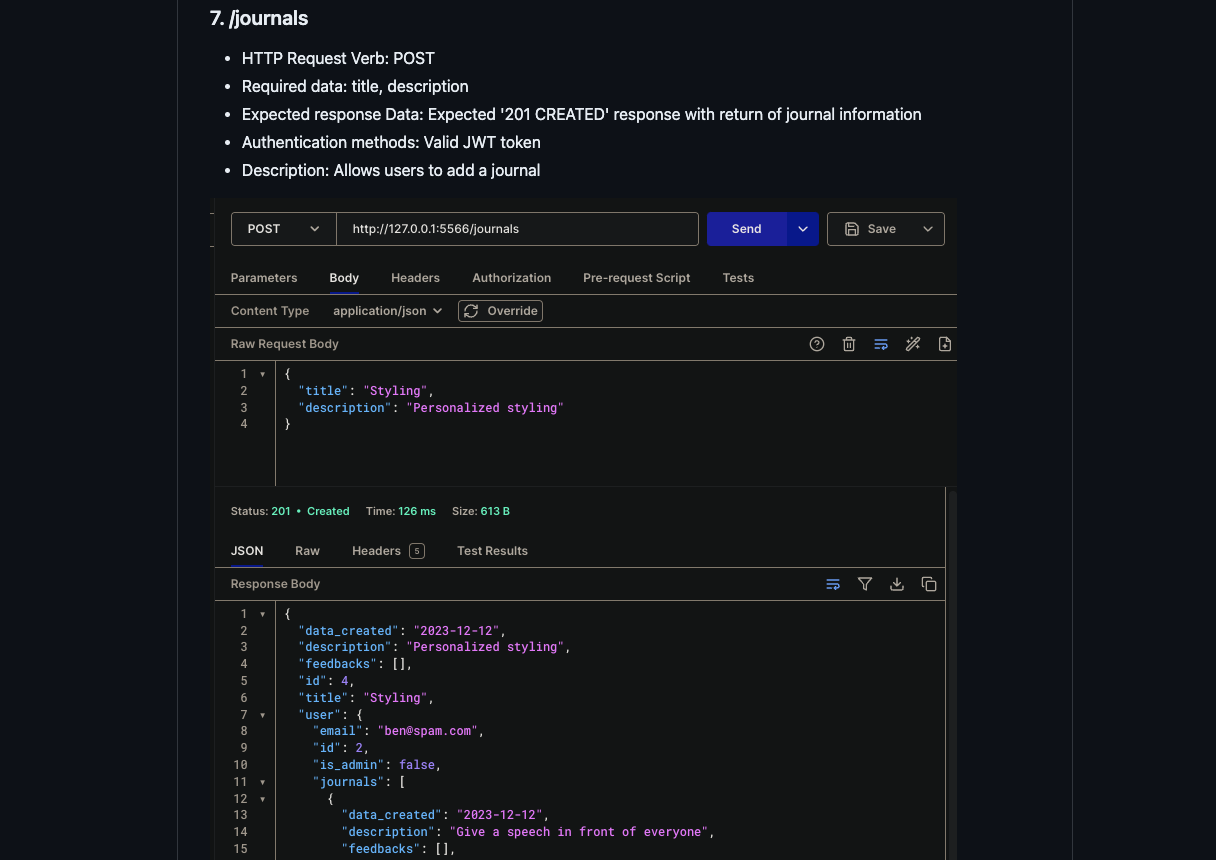 7. /journals
• HTTP Request Verb: POST
• Required data: title, description
• Expected response Data: Expected '201 CREATED' response with return of journal information
• Authentication methods: Valid JWT token
• Description: Allows users to add a journal
POST http://127.0.0.1:5566/journals Send Save
Parameters Body Headers Authorization Pre-request Script Tests
Content Type application/json Override
Raw Request Body
1 {
2 "title": "Styling",
3 "description": "Personalized styling"
4 }
Status: 201 • Created Time: 126 ms Size: 613 B
JSON Raw Headers 5 Test Results
Response Body
1 {
2 "data_created": "2023-12-12",
3 "description": "Personalized styling",
4 "feedbacks": [],
5 "id": 4,
6 "title": "Styling",
7 "user": {
8 "email": "ben@spam.com",
9 "id": 2,
10 "is_admin": false,
11 "journals": [
12 {
13 "data_created": "2023-12-12",
14 "description": "Give a speech in front of everyone",
15 "feedbacks": [],